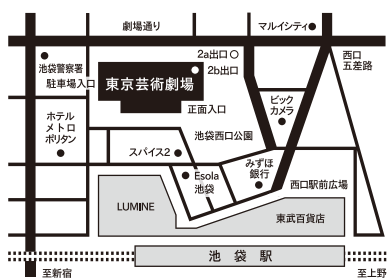 劇場通り
マルイシティ
2a出口
2b出口
西口
五差路
池袋警察署
駐車場入口
東京芸術劇場
正面入口
ビック
カメラ
ホテル
メトロ
ポリタン
池袋西口公園
スパイス2
みずほ
銀行
Esola
池袋
西口駅前広場
LUMINE
東武百貨店
池袋駅
至新宿
至上野